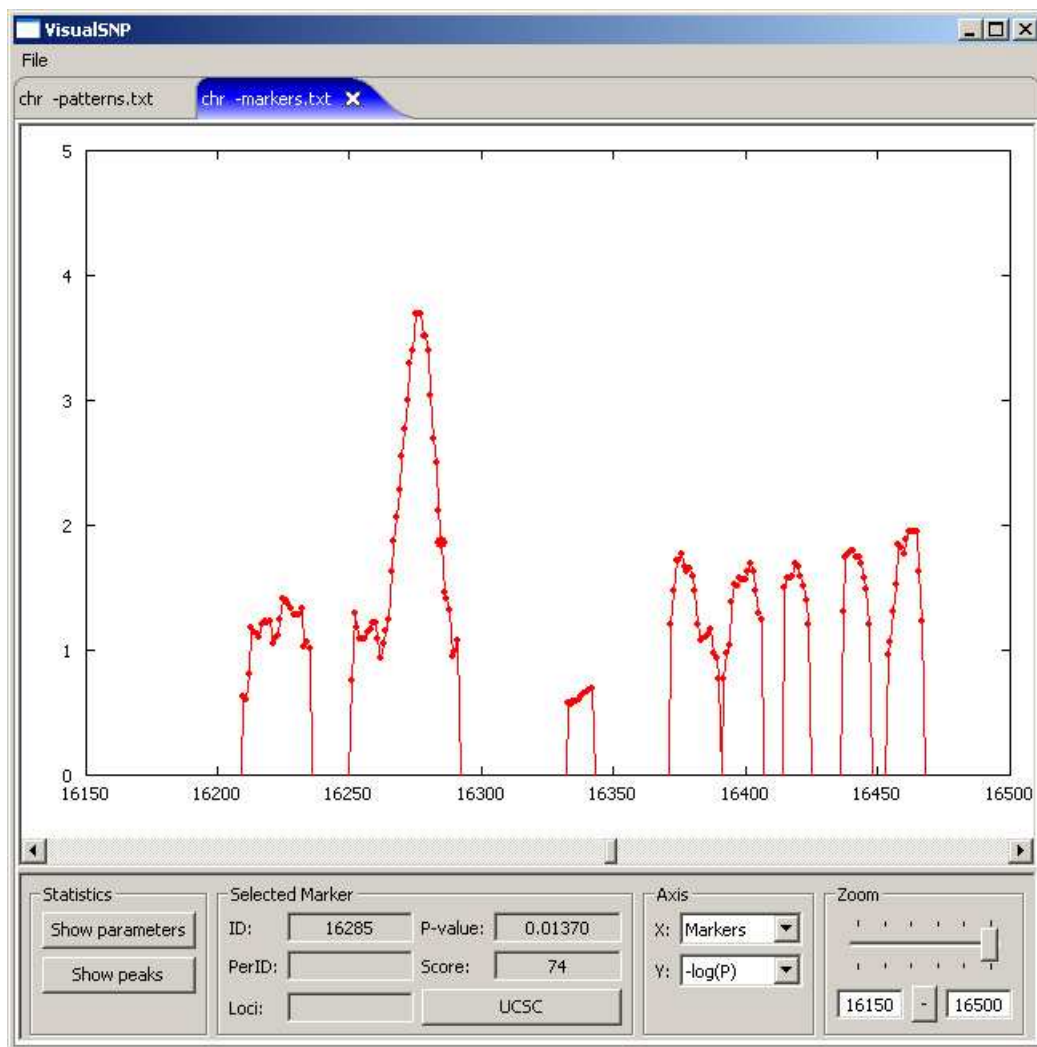 VisualSNP
File
chr -patterns.txt chr -markers.txt
5
4
3
2
1
0
16150 16200 16250 16300 16350 16400 16450 16500
Statistics Selected Marker Axis Zoom
Show parameters ID: 16285 P-value: 0.01370 X: Markers
Show peaks PerID: Score: 74 Y: -log(P)
Loci: UCSC 16150 - 16500